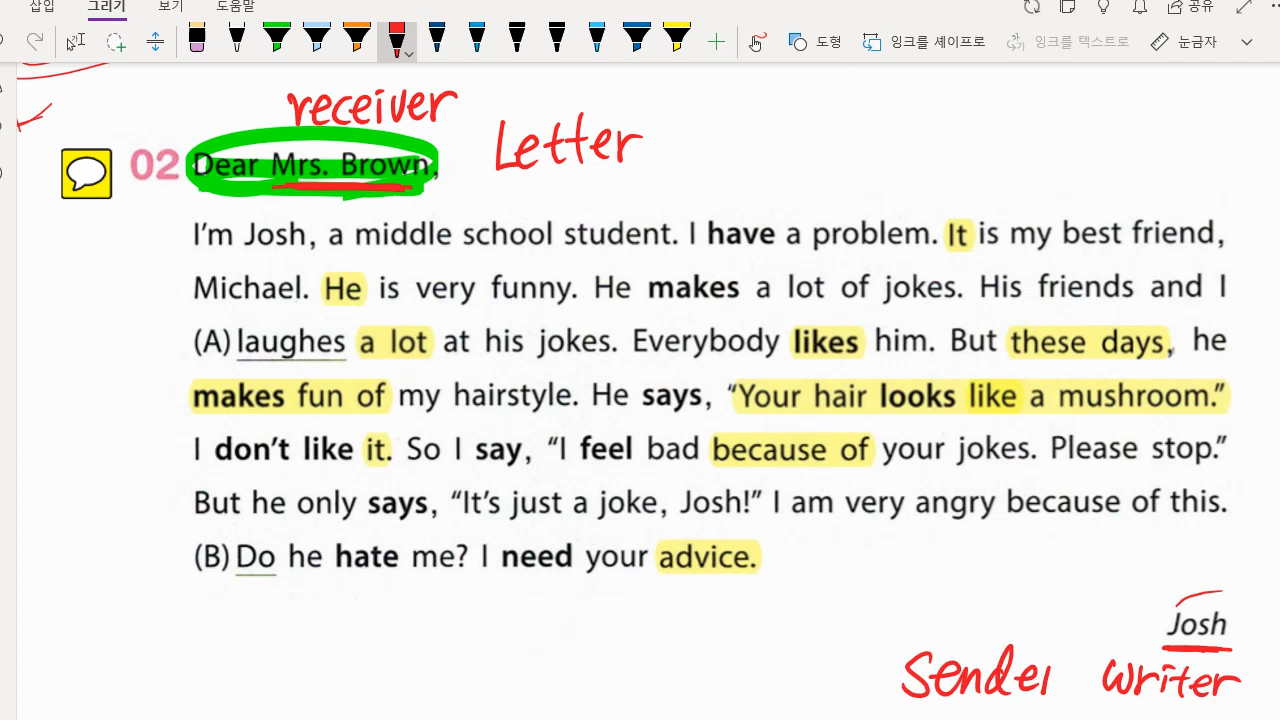 삽입 그리기 보기 도움말 공유
도형 잉크를 셰이프로 잉크를 텍스트로 눈금자
receiver
Letter
02 Dear Mrs. Brown,
I'm Josh, a middle school student. I have a problem. It is my best friend,
Michael. He is very funny. He makes a lot of jokes. His friends and I
(A) laughes a lot at his jokes. Everybody likes him. But these days, he
makes fun of my hairstyle. He says, “Your hair looks like a mushroom.”
I don't like it. So I say, “I feel bad because of your jokes. Please stop.”
But he only says, “It's just a joke, Josh!” I am very angry because of this.
(B) Do he hate me? I need your advice.
Josh
Sender writer